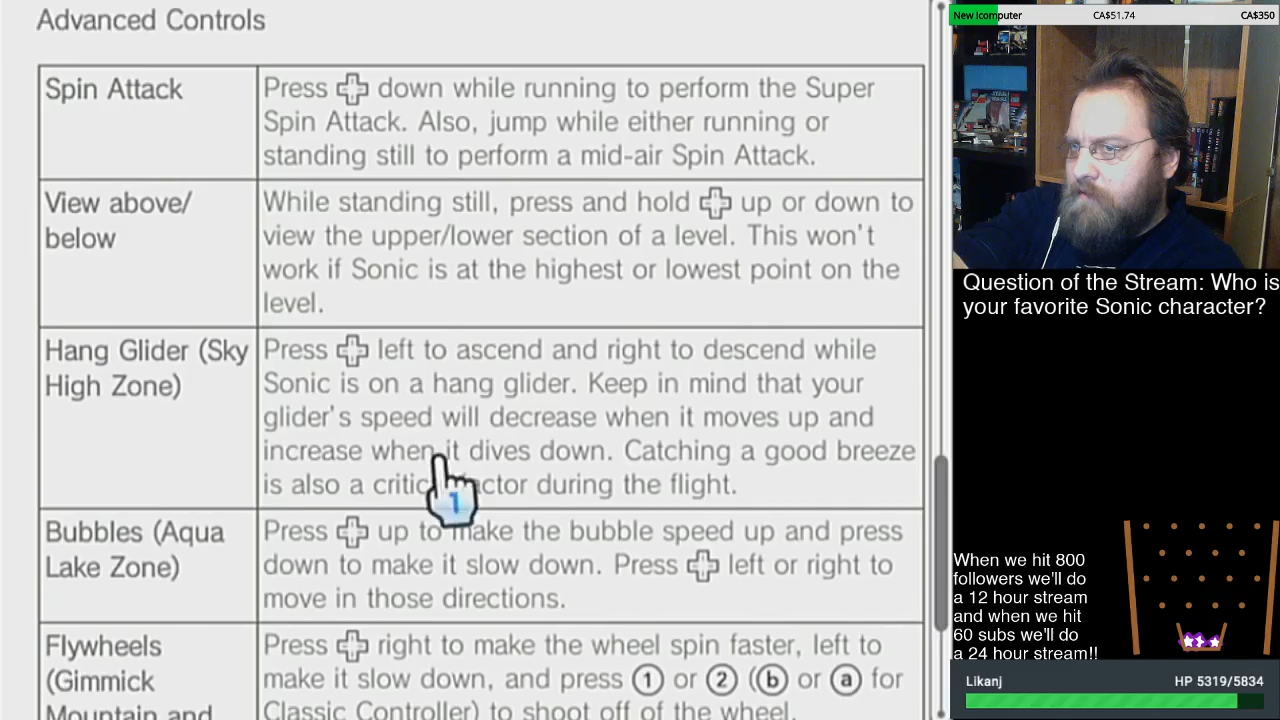 Advanced Controls
New Icomputer CA$51.74 CA$350
Spin Attack
Press down while running to perform the Super
Spin Attack. Also, jump while either running or
standing still to perform a mid-air Spin Attack.
View above/
below
While standing still, press and hold up or down to
view the upper/lower section of a level. This won't
work if Sonic is at the highest or lowest point on the
level.
Hang Glider (Sky
High Zone)
Press left to ascend and right to descend while
Sonic is on a hang glider. Keep in mind that your
glider's speed will decrease when it moves up and
increase when it dives down. Catching a good breeze
is also a critic ctor during the flight.
1
Bubbles (Aqua
Lake Zone)
Press up to make the bubble speed up and press
down to make it slow down. Press left or right to
move in those directions.
Flywheels
(Gimmick
Mountain and
Press right to make the wheel spin faster, left to
make it slow down, and press 1 or 2 (b or a for
Classic Controller) to shoot off of the wheel.
Question of the Stream: Who is
your favorite Sonic character?
When we hit 800
followers we'll do
a 12 hour stream
and when we hit
60 subs we'll do
a 24 hour stream!!
Likanj HP 5319/5834